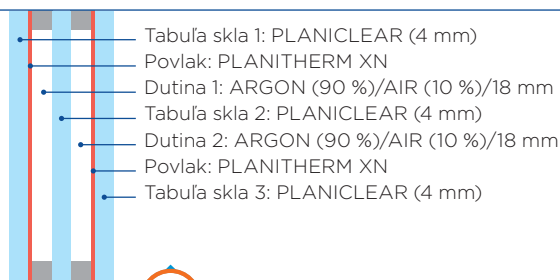 Tabuľa skla 1: PLANICLEAR (4 mm)
Povlak: PLANITHERM XN
Dutina 1: ARGON (90 %)/AIR (10 %)/18 mm
Tabuľa skla 2: PLANICLEAR (4 mm)
Dutina 2: ARGON (90 %)/AIR (10 %)/18 mm
Povlak: PLANITHERM XN
Tabuľa skla 3: PLANICLEAR (4 mm)